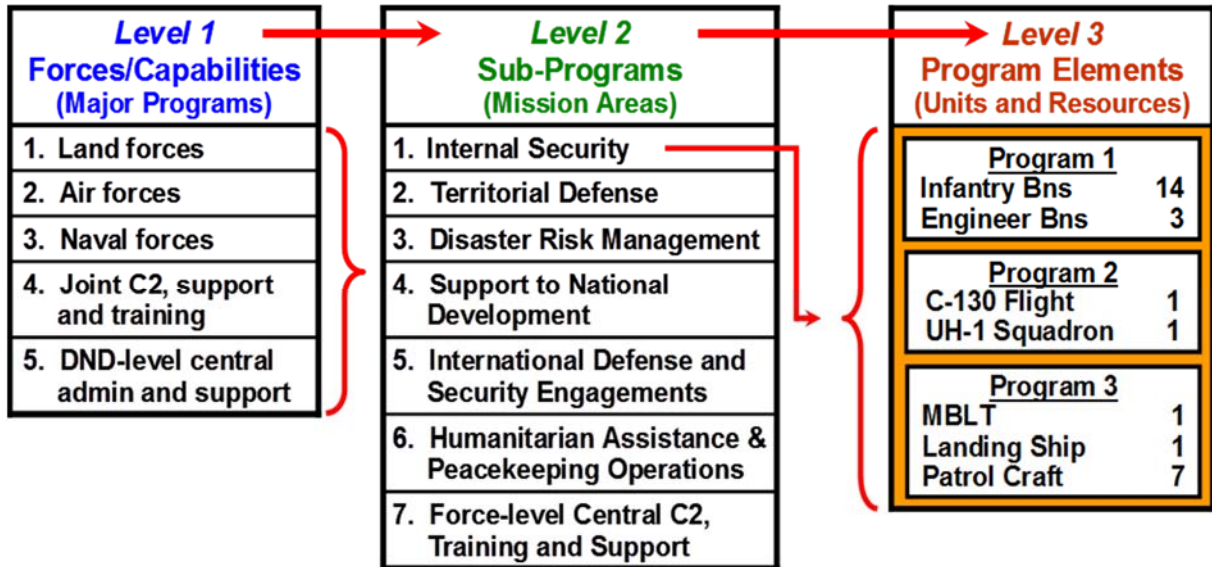 Level 1
Forces/Capabilities
(Major Programs)
1. Land forces
2. Air forces
3. Naval forces
4. Joint C2, support
and training
5. DND-level central
admin and support
Level 2
Sub-Programs
(Mission Areas)
1. Internal Security
2. Territorial Defense
3. Disaster Risk Management
4. Support to National
Development
5. International Defense and
Security Engagements
6. Humanitarian Assistance &
Peacekeeping Operations
7. Force-level Central C2,
Training and Support
Level 3
Program Elements
(Units and Resources)
Program 1
Infantry Bns 14
Engineer Bns 3
Program 2
C-130 Flight 1
UH-1 Squadron 1
Program 3
MBLT 1
Landing Ship 1
Patrol Craft 7